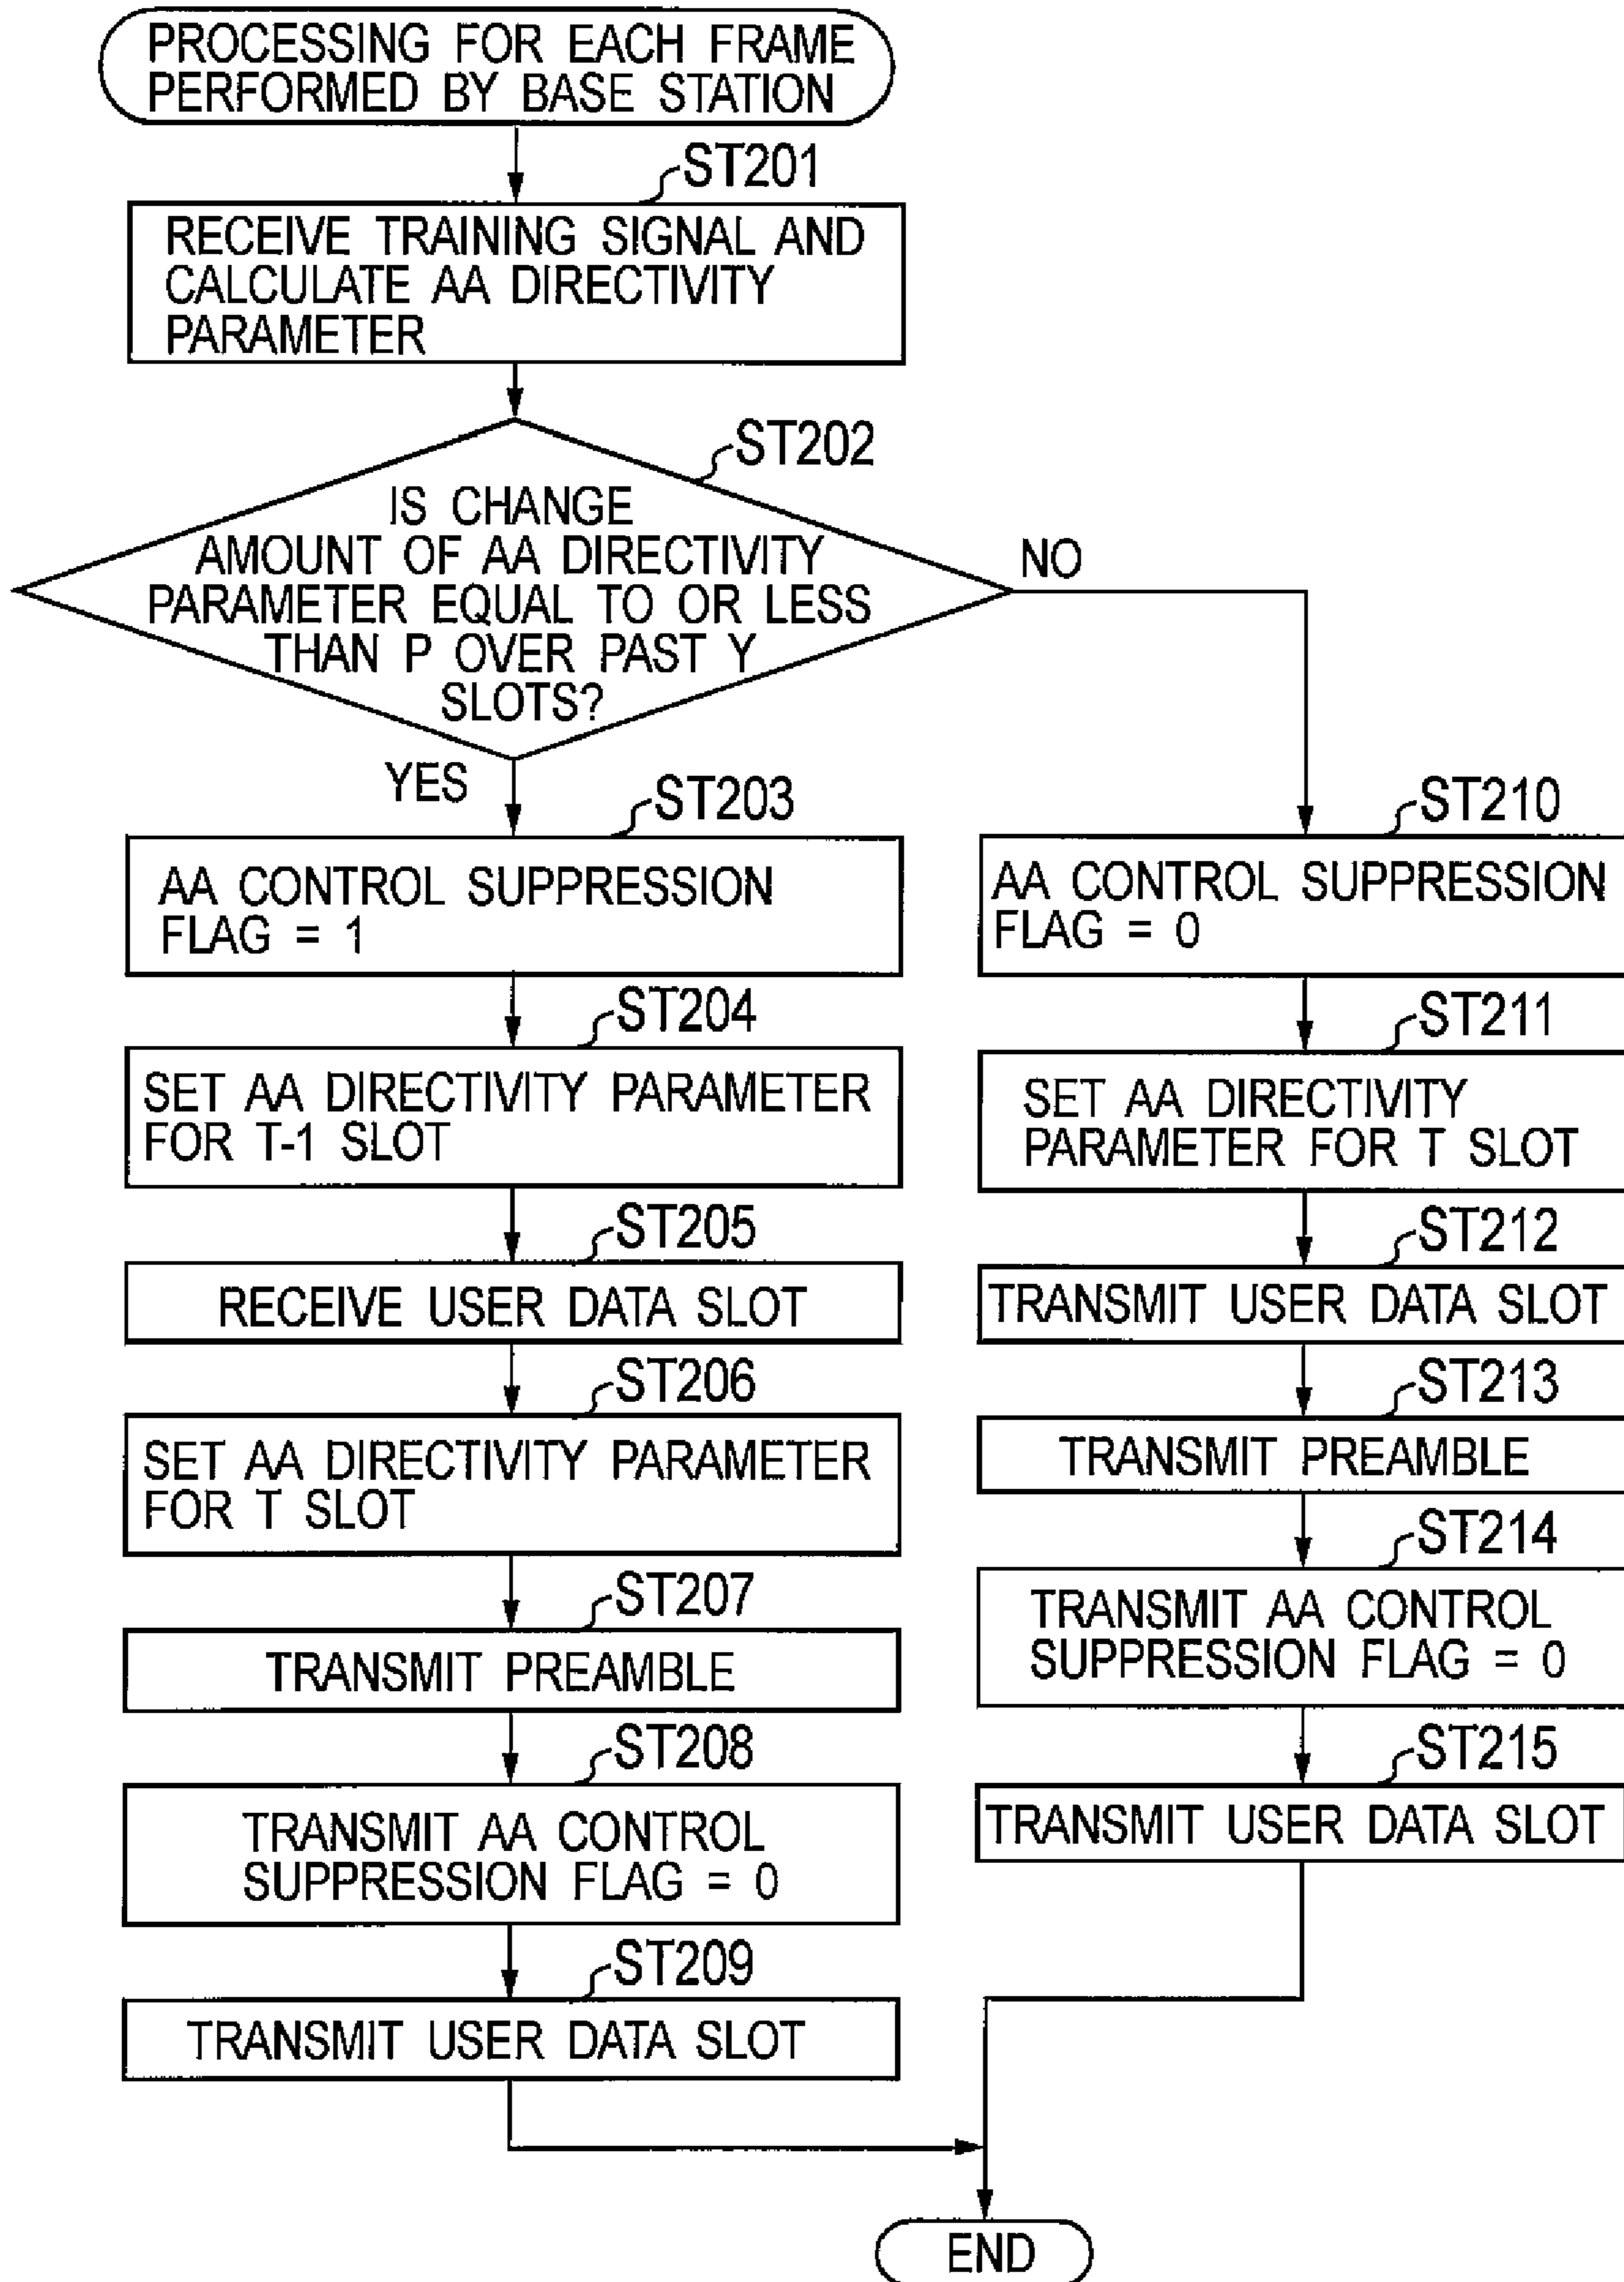 PROCESSING FOR EACH FRAME
PERFORMED BY BASE STATION
ST201
RECEIVE TRAINING SIGNAL AND
CALCULATE AA DIRECTIVITY
PARAMETER
ST202
IS CHANGE
AMOUNT OF AA DIRECTIVITY
PARAMETER EQUAL TO OR LESS
THAN P OVER PAST Y
SLOTS?
NO
YES
ST203
AA CONTROL SUPPRESSION
FLAG = 1
ST204
SET AA DIRECTIVITY PARAMETER
FOR T-1 SLOT
ST205
RECEIVE USER DATA SLOT
ST206
SET AA DIRECTIVITY PARAMETER
FOR T SLOT
ST207
TRANSMIT PREAMBLE
ST208
TRANSMIT AA CONTROL
SUPPRESSION FLAG = 0
ST209
TRANSMIT USER DATA SLOT
ST210
AA CONTROL SUPPRESSION
FLAG = 0
ST211
SET AA DIRECTIVITY
PARAMETER FOR T SLOT
ST212
TRANSMIT USER DATA SLOT
ST213
TRANSMIT PREAMBLE
ST214
TRANSMIT AA CONTROL
SUPPRESSION FLAG = 0
ST215
TRANSMIT USER DATA SLOT
END